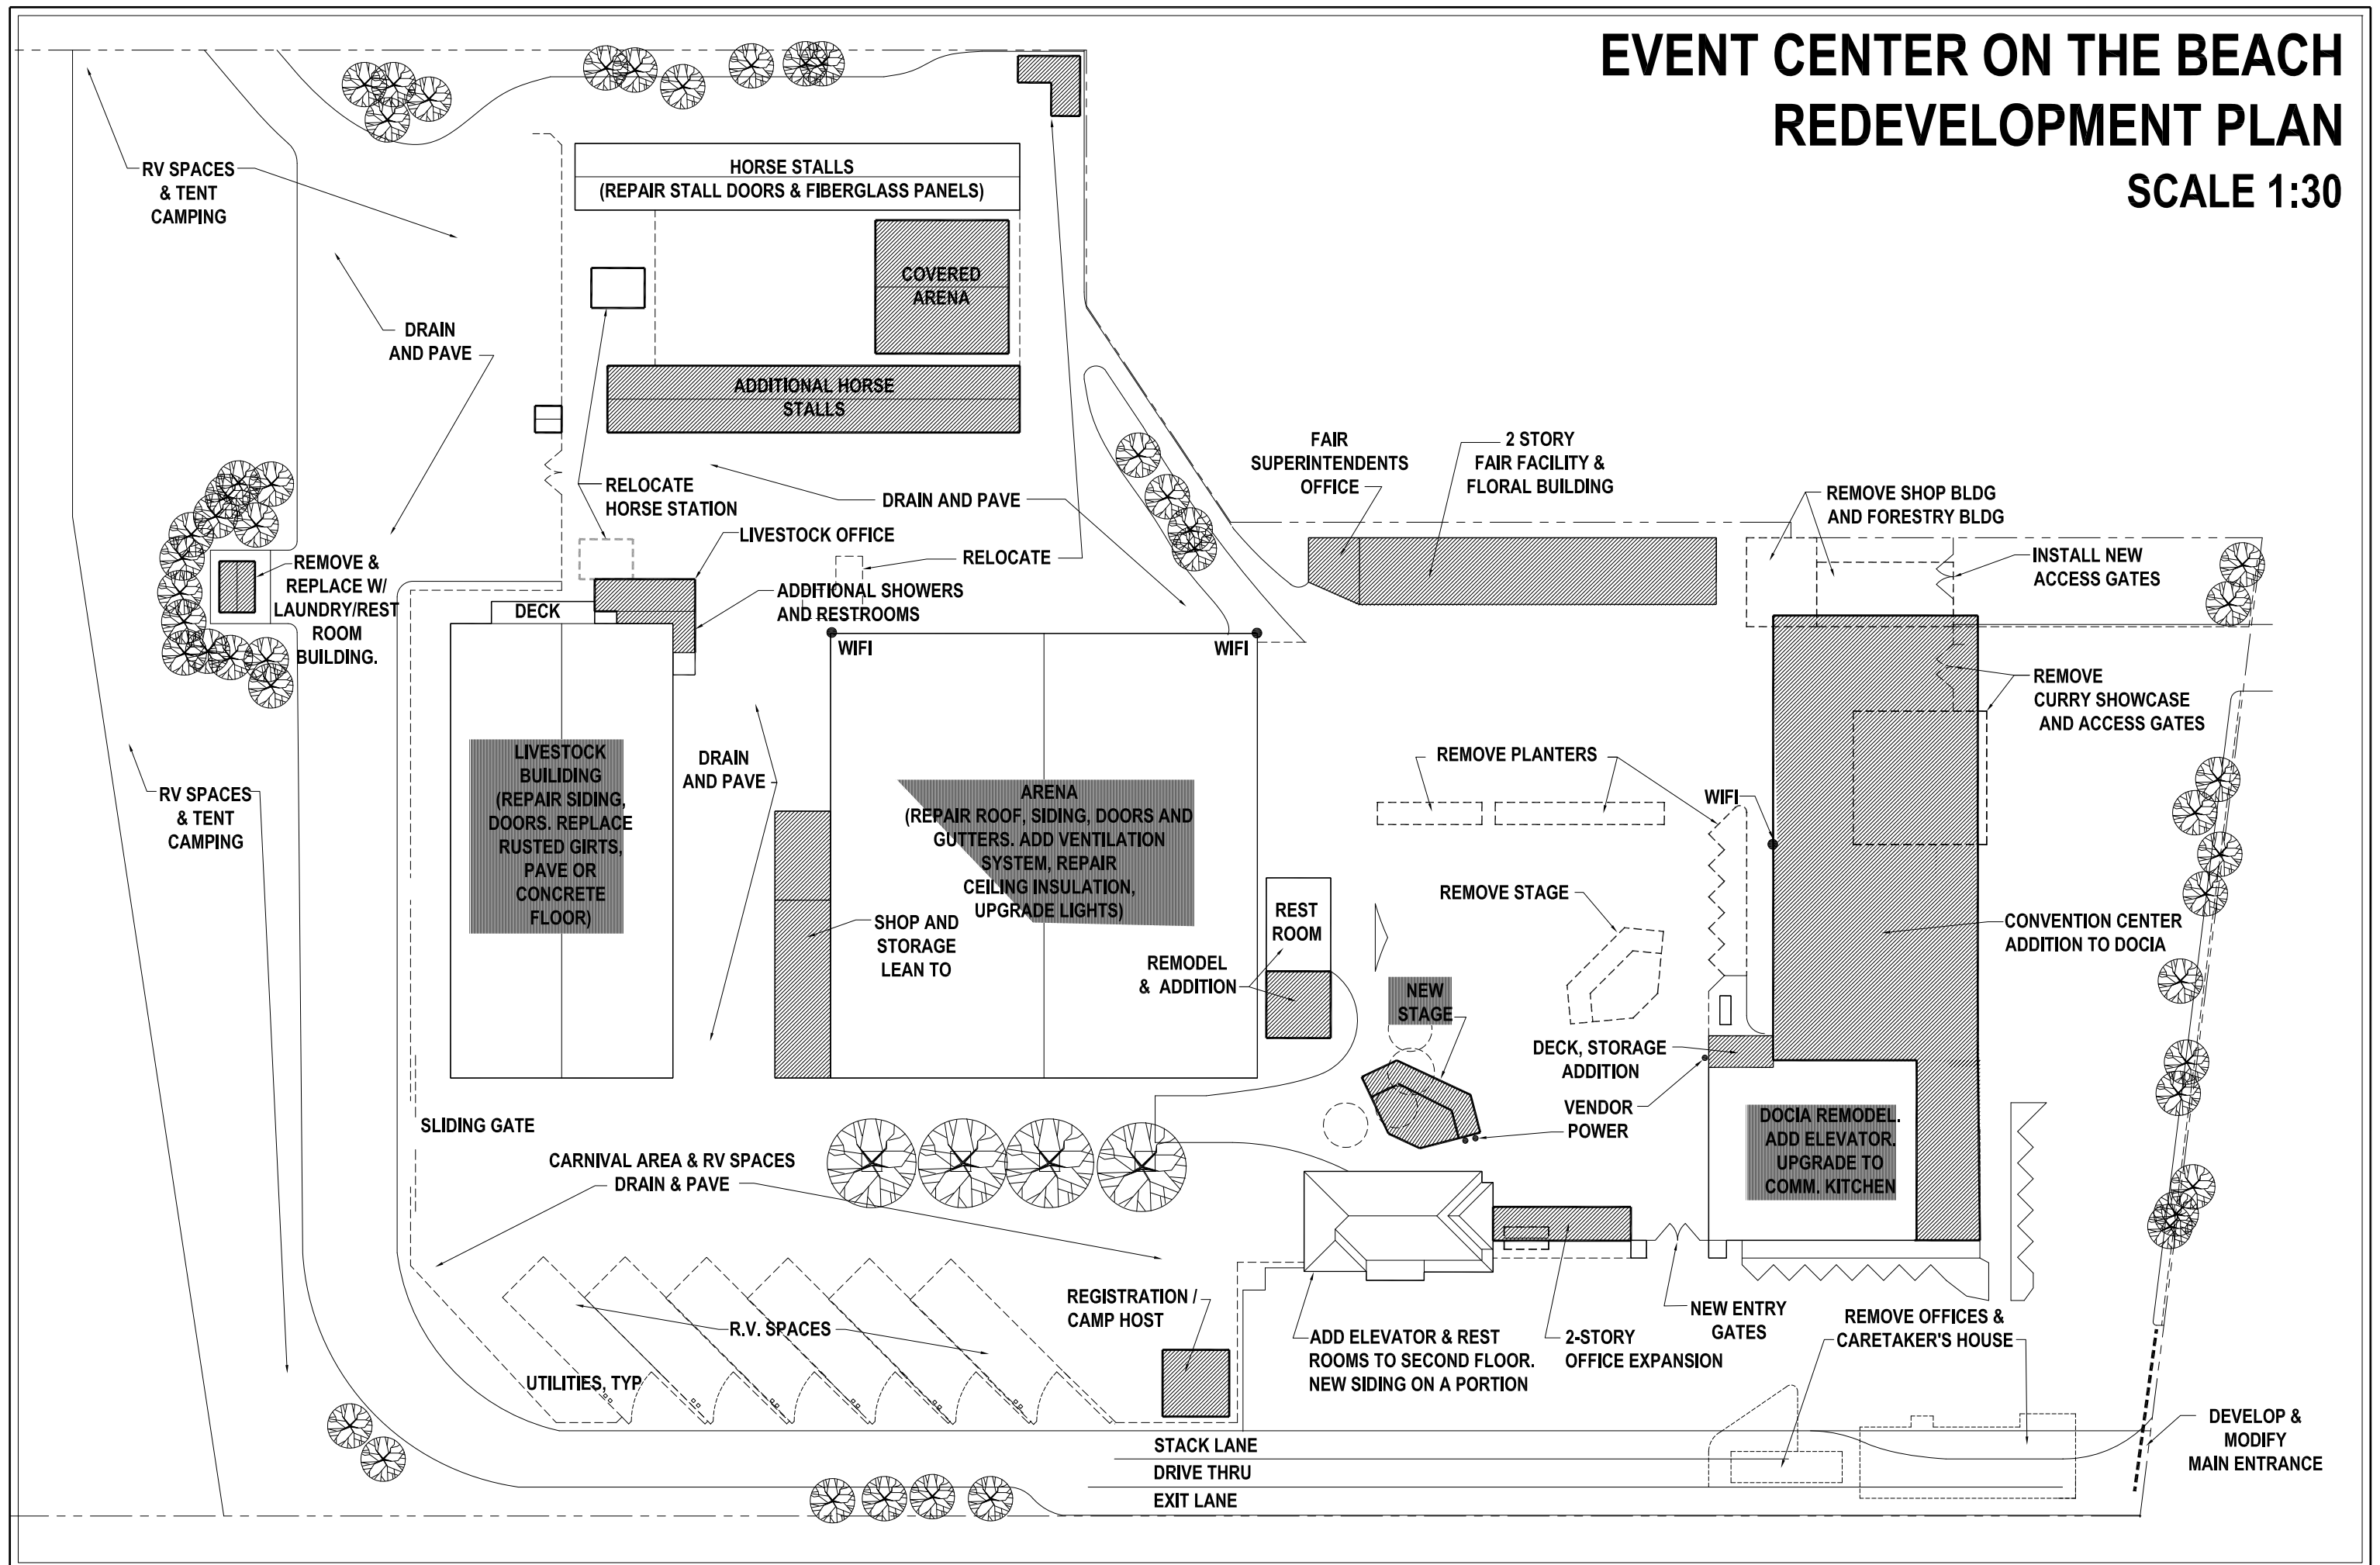 EVENT CENTER ON THE BEACH
REDEVELOPMENT PLAN
SCALE 1:30
RV SPACES
& TENT
CAMPING
HORSE STALLS
(REPAIR STALL DOORS & FIBERGLASS PANELS)
COVERED
ARENA
DRAIN
AND PAVE
ADDITIONAL HORSE
STALLS
RELOCATE
HORSE STATION
DRAIN AND PAVE
FAIR
SUPERINTENDENTS
OFFICE
2 STORY
FAIR FACILITY &
FLORAL BUILDING
REMOVE SHOP BLDG
AND FORESTRY BLDG
INSTALL NEW
ACCESS GATES
LIVESTOCK OFFICE
RELOCATE
REMOVE &
REPLACE W/
LAUNDRY/REST
ROOM
BUILDING.
ADDITIONAL SHOWERS
AND RESTROOMS
DECK
WIFI
WIFI
REMOVE
CURRY SHOWCASE
AND ACCESS GATES
RV SPACES
& TENT
CAMPING
LIVESTOCK
BUILIDING
(REPAIR SIDING,
DOORS. REPLACE
RUSTED GIRTS,
PAVE OR
CONCRETE
FLOOR)
DRAIN
AND PAVE
ARENA
(REPAIR ROOF, SIDING, DOORS AND
GUTTERS. ADD VENTILATION
SYSTEM, REPAIR
CEILING INSULATION,
UPGRADE LIGHTS)
SHOP AND
STORAGE
LEAN TO
REST
ROOM
REMODEL
& ADDITION
REMOVE PLANTERS
WIFI
REMOVE STAGE
NEW
STAGE
CONVENTION CENTER
ADDITION TO DOCIA
DECK, STORAGE
ADDITION
VENDOR
POWER
DOCIA REMODEL.
ADD ELEVATOR.
UPGRADE TO
COMM. KITCHEN
SLIDING GATE
CARNIVAL AREA & RV SPACES
DRAIN & PAVE
R.V. SPACES
UTILITIES, TYP
REGISTRATION /
CAMP HOST
ADD ELEVATOR & REST
ROOMS TO SECOND FLOOR.
NEW SIDING ON A PORTION
2-STORY
OFFICE EXPANSION
NEW ENTRY
GATES
REMOVE OFFICES &
CARETAKER'S HOUSE
DEVELOP &
MODIFY
MAIN ENTRANCE
STACK LANE
DRIVE THRU
EXIT LANE